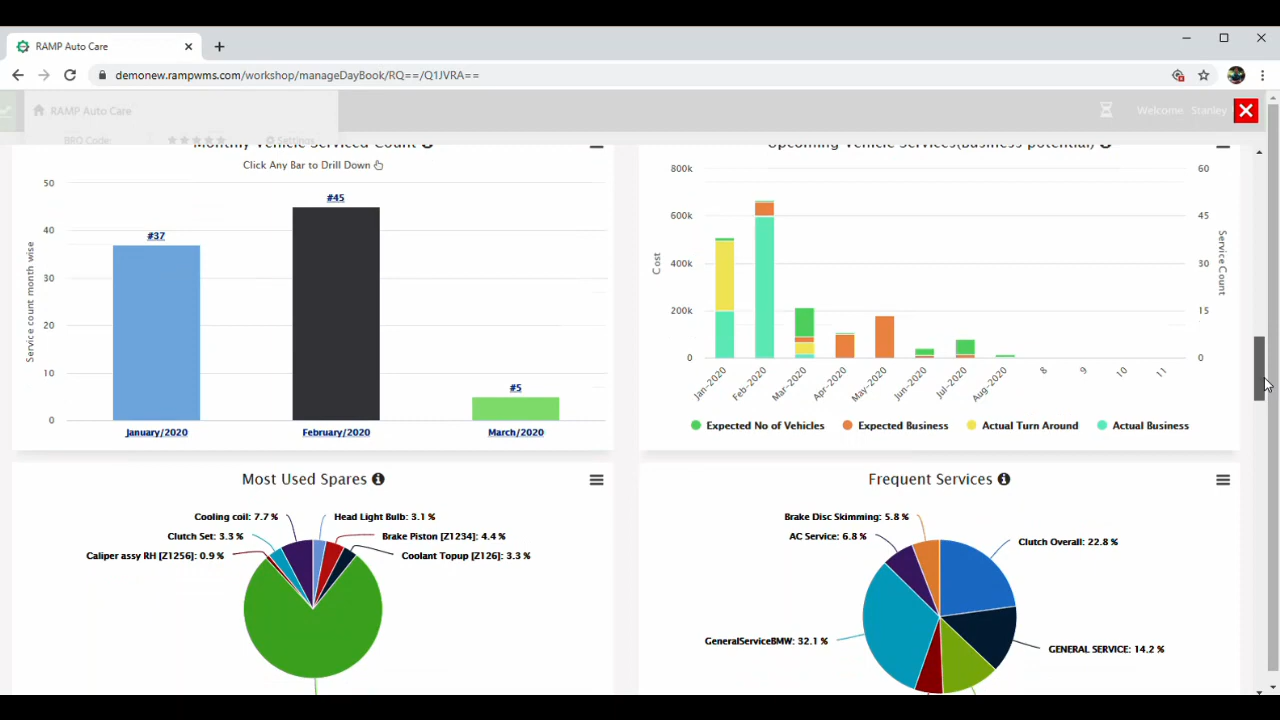 RAMP Auto Care
demonew.rampwms.com/workshop/manageDayBook/RQ==/Q1JVRA==
RAMP Auto Care
Welcome Stanley
BRO Code:
Settings
Monthly Vehicle Serviced Count
Click Any Bar to Drill Down
Service count month wise
50
40
30
20
10
0
#37
#45
#5
January/2020
February/2020
March/2020
Upcoming Vehicle Services(Business potential)
Cost
800k
600k
400k
200k
0
60
45
30
15
0
Service Count
Jan-2020
Feb-2020
Mar-2020
Apr-2020
May-2020
Jun-2020
Jul-2020
Aug-2020
8
9
10
11
Expected No of Vehicles
Expected Business
Actual Turn Around
Actual Business
Most Used Spares
Cooling coil: 7.7 %
Head Light Bulb: 3.1 %
Clutch Set: 3.3 %
Brake Piston [Z1234]: 4.4 %
Caliper assy RH [Z1256]: 0.9 %
Coolant Topup [Z126]: 3.3 %
Frequent Services
Brake Disc Skimming: 5.8 %
AC Service: 6.8 %
Clutch Overall: 22.8 %
GeneralServiceBMW: 32.1 %
GENERAL SERVICE: 14.2 %